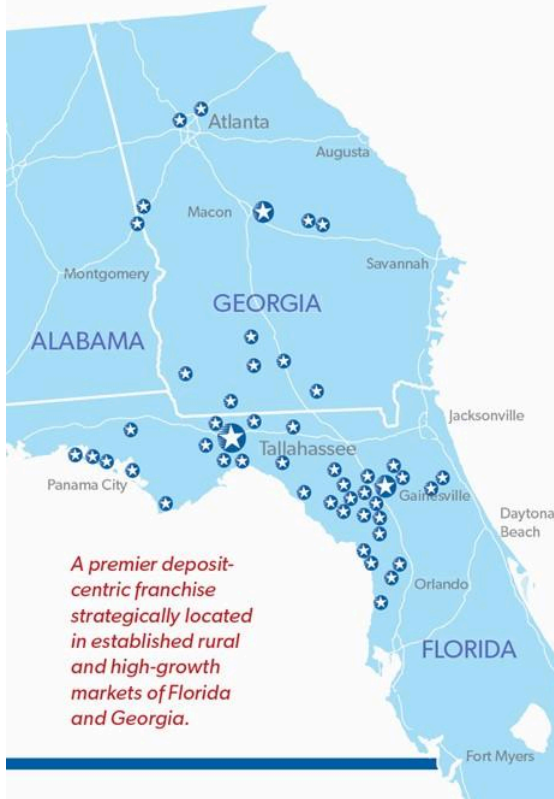 Atlanta
Augusta
Macon
Savannah
Montgomery
GEORGIA
ALABAMA
Jacksonville
Tallahassee
Panama City
Gainesville
Daytona
Beach
A premier deposit-
centric franchise
strategically located
in established rural
and high-growth
markets of Florida
and Georgia.
Orlando
FLORIDA
Fort Myers